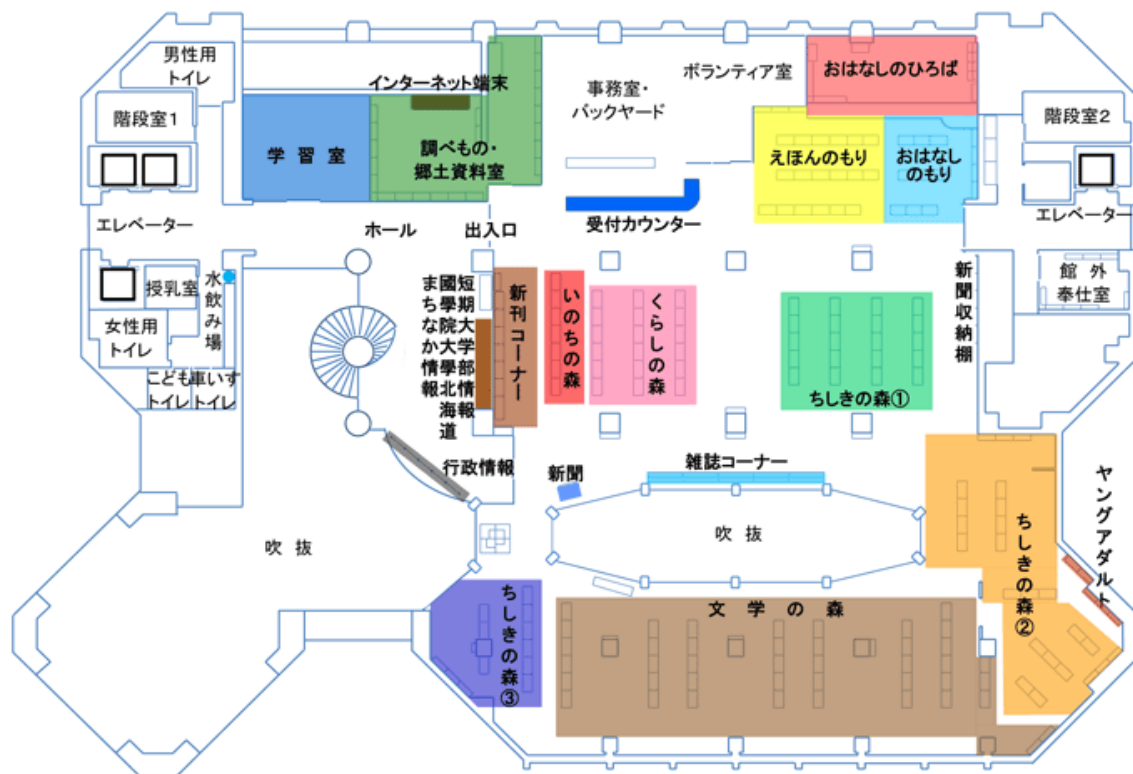 男性用
トイレ
階段室1
エレベーター
授乳室
水飲み場
女性用
トイレ
こども
トイレ
車いす
トイレ
学習室
インターネット端末
調べもの・
郷土資料室
ホール
出入口
事務室・
バックヤード
ボランティア室
受付カウンター
おはなしのひろば
えほんのもり
おはなし
のもり
階段室2
エレベーター
館外
奉仕室
新聞収納棚
短期大学部情報
國學院大學北海道
まちなか情報
新刊コーナー
いのちの森
くらしの森
ちしきの森①
行政情報
新聞
雑誌コーナー
吹抜
吹抜
ちしきの森②
ヤングアダルト
ちしきの森③
文学の森